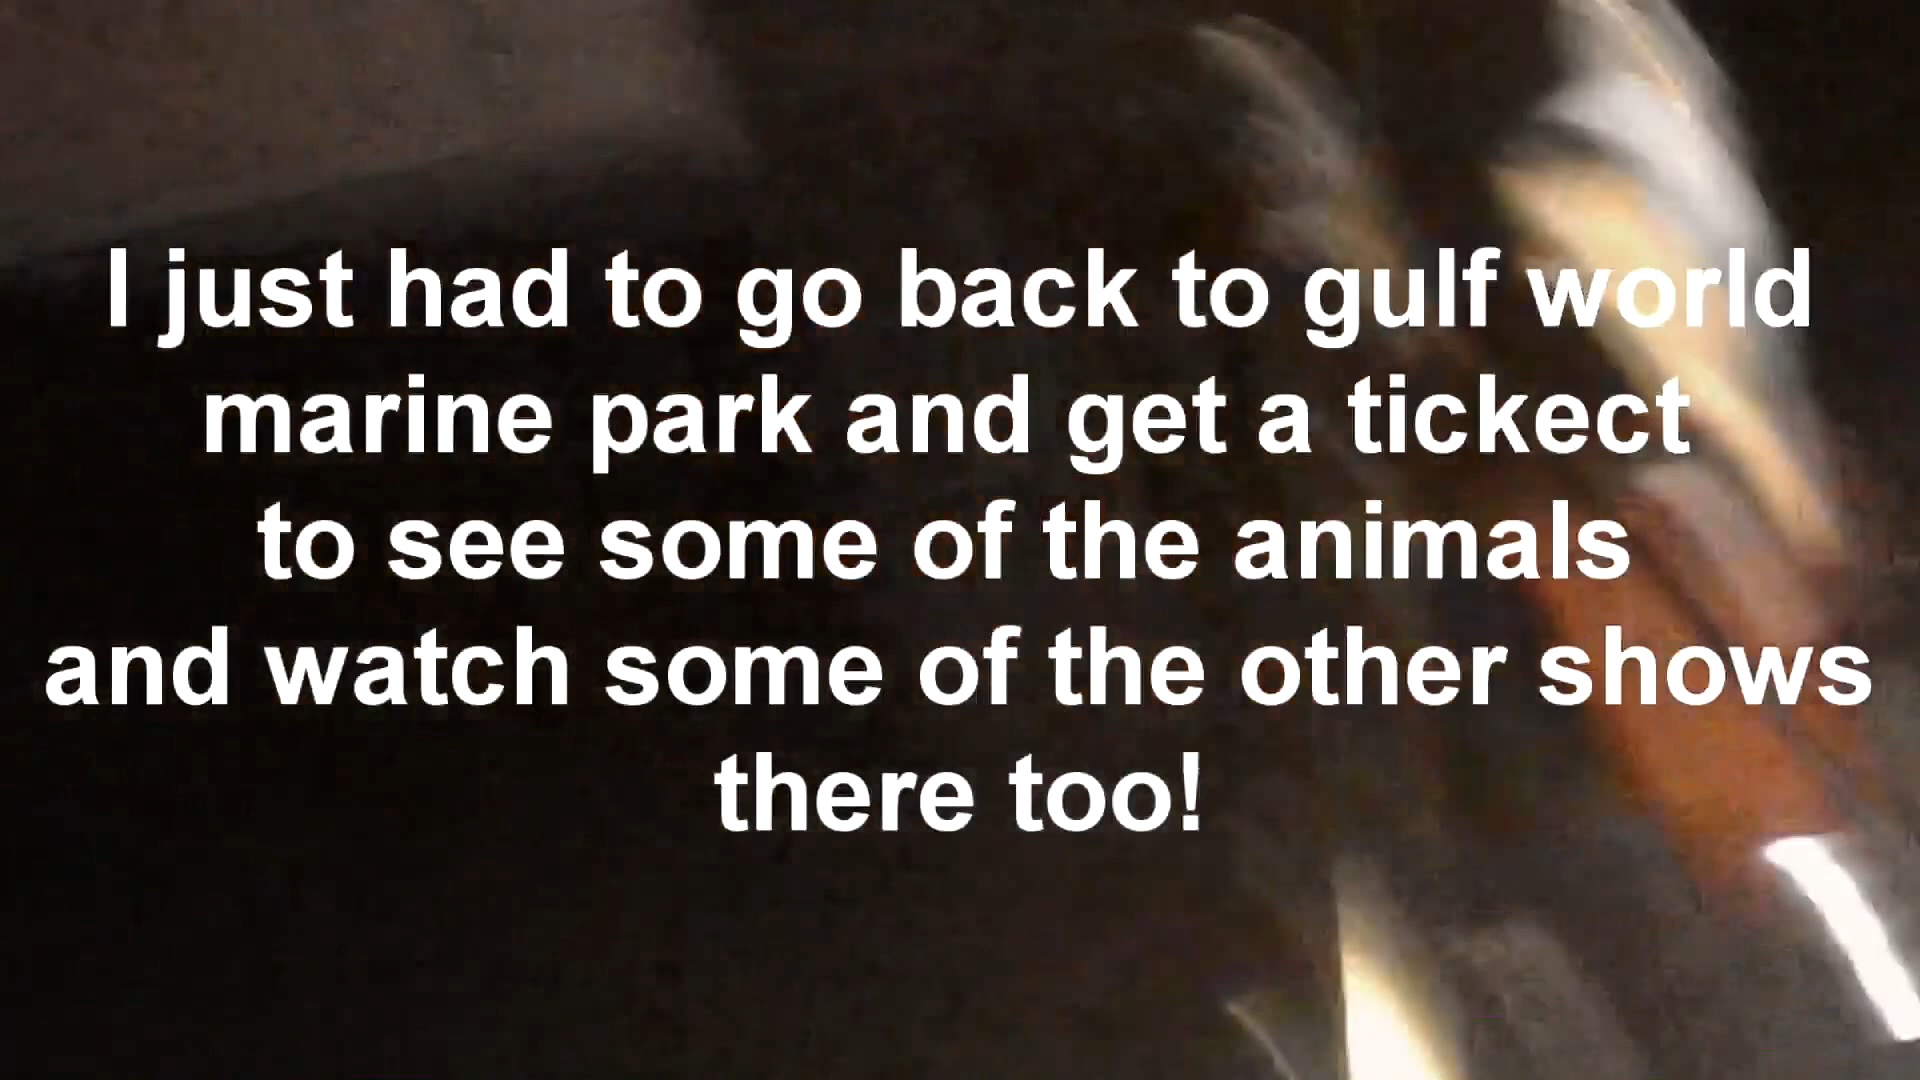 I just had to go back to gulf world
marine park and get a tickect
to see some of the animals
and watch some of the other shows
there too!